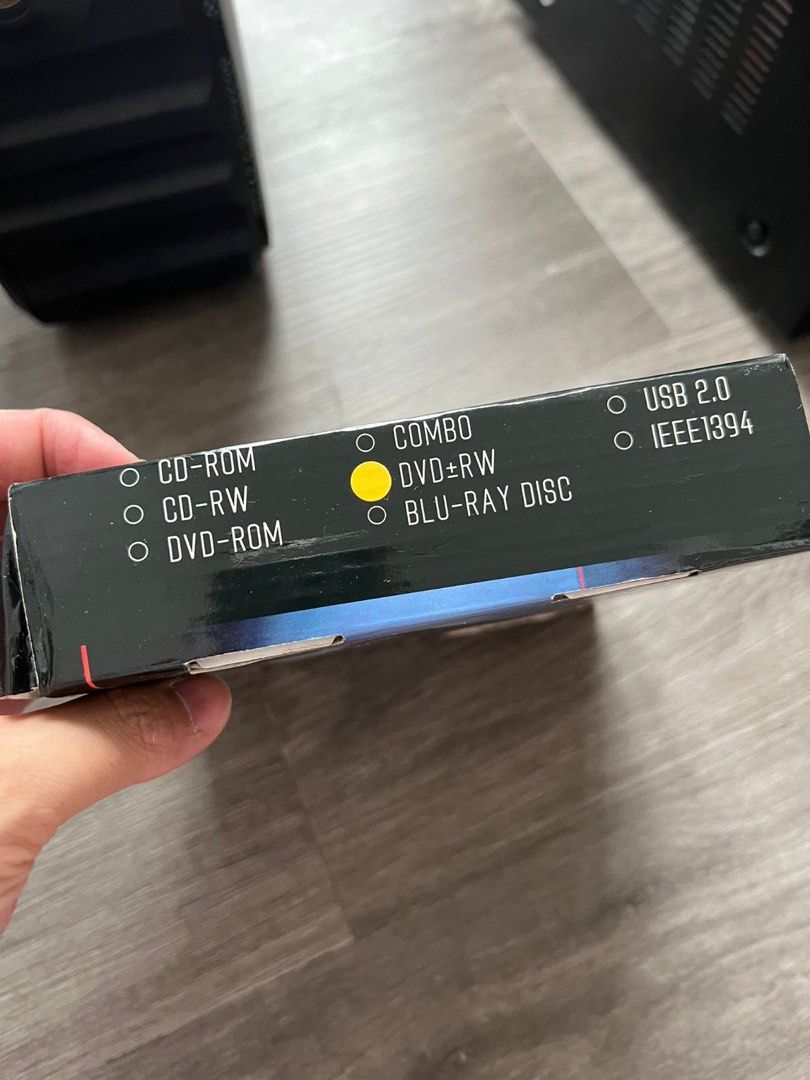 CD-ROM
CD-RW
DVD-ROM
COMBO
DVD±RW
BLU-RAY DISC
USB 2.0
IEEE1394